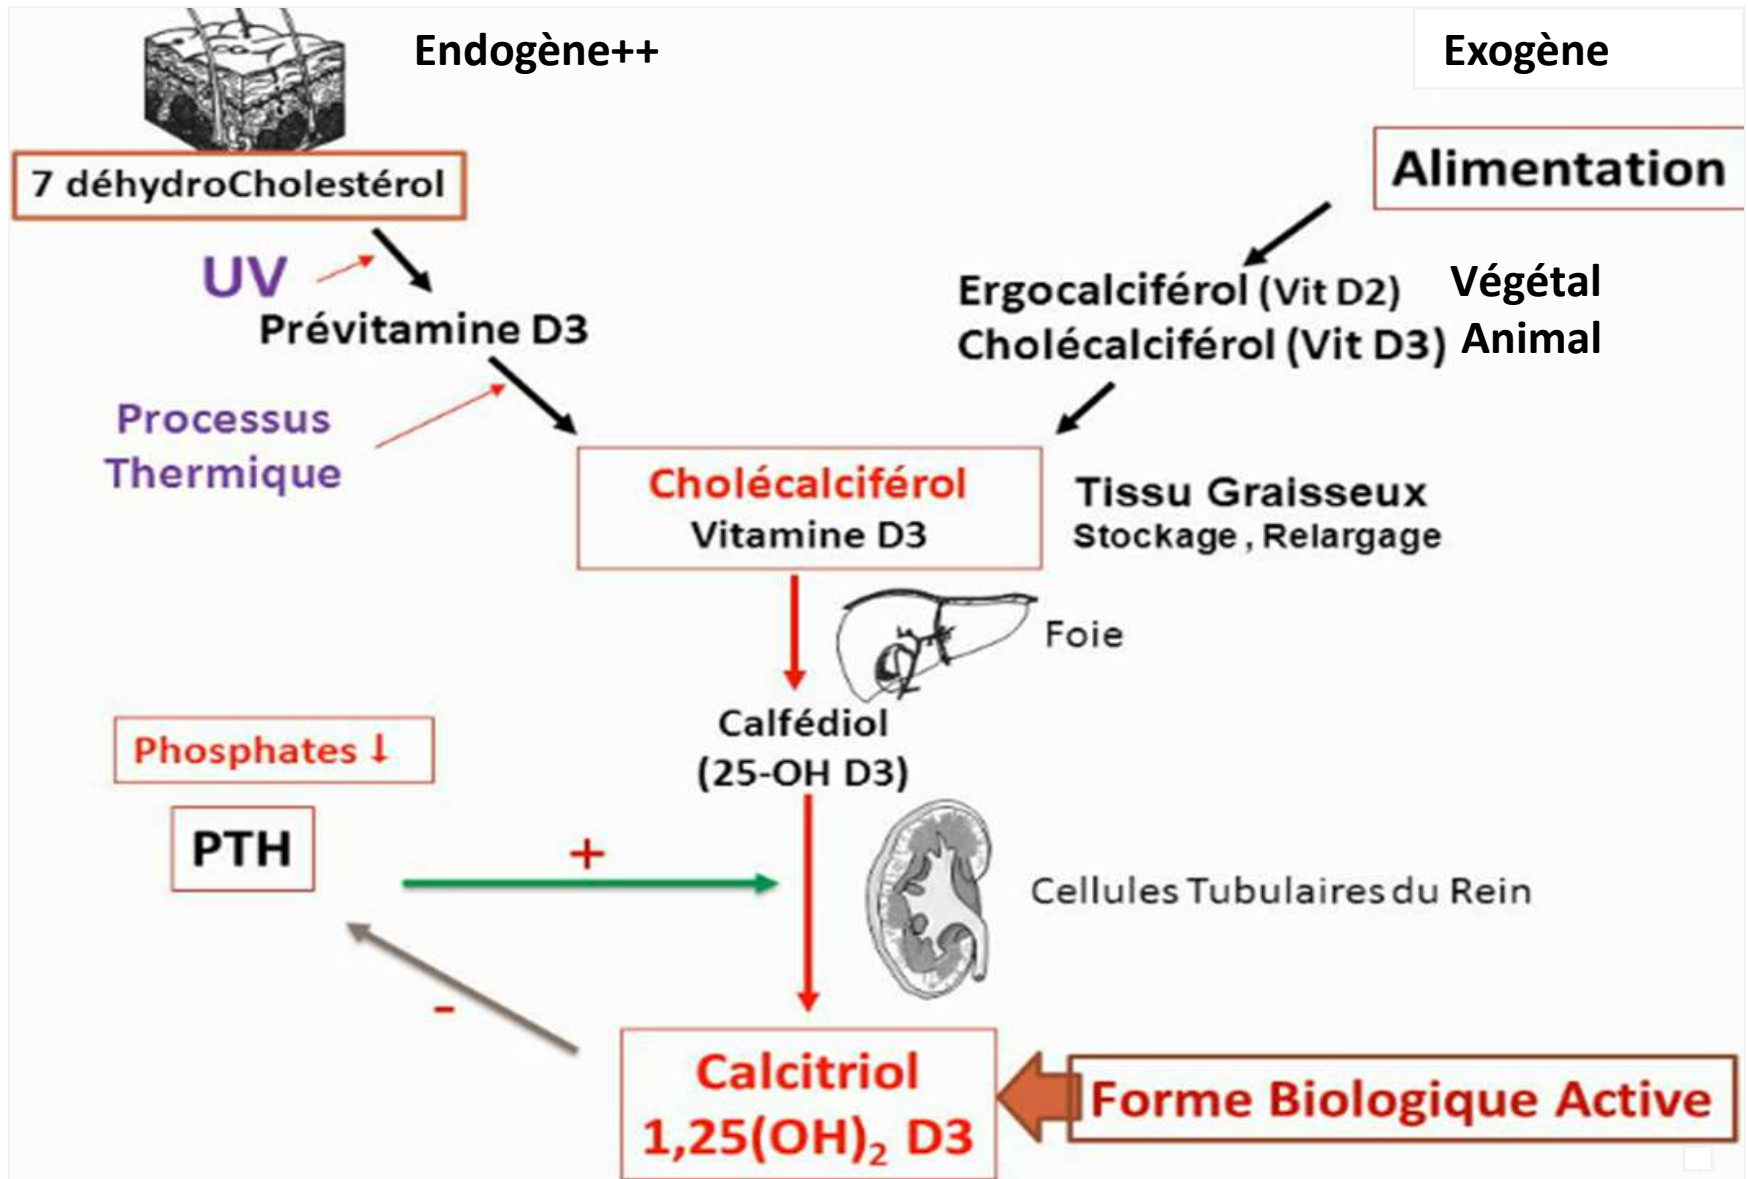 Endogène++
Exogène
7 déhydroCholestérol
Alimentation
UV
Prévitamine D3
Ergocalciférol (Vit D2) Végétal
Cholécalciférol (Vit D3) Animal
Processus
Thermique
Cholécalciférol
Vitamine D3
Tissu Graisseux
Stockage , Relargage
Foie
Calfédiol
(25-OH D3)
Phosphates ↓
PTH
+
Cellules Tubulaires du Rein
-
Calcitriol
1,25(OH)₂ D3
Forme Biologique Active